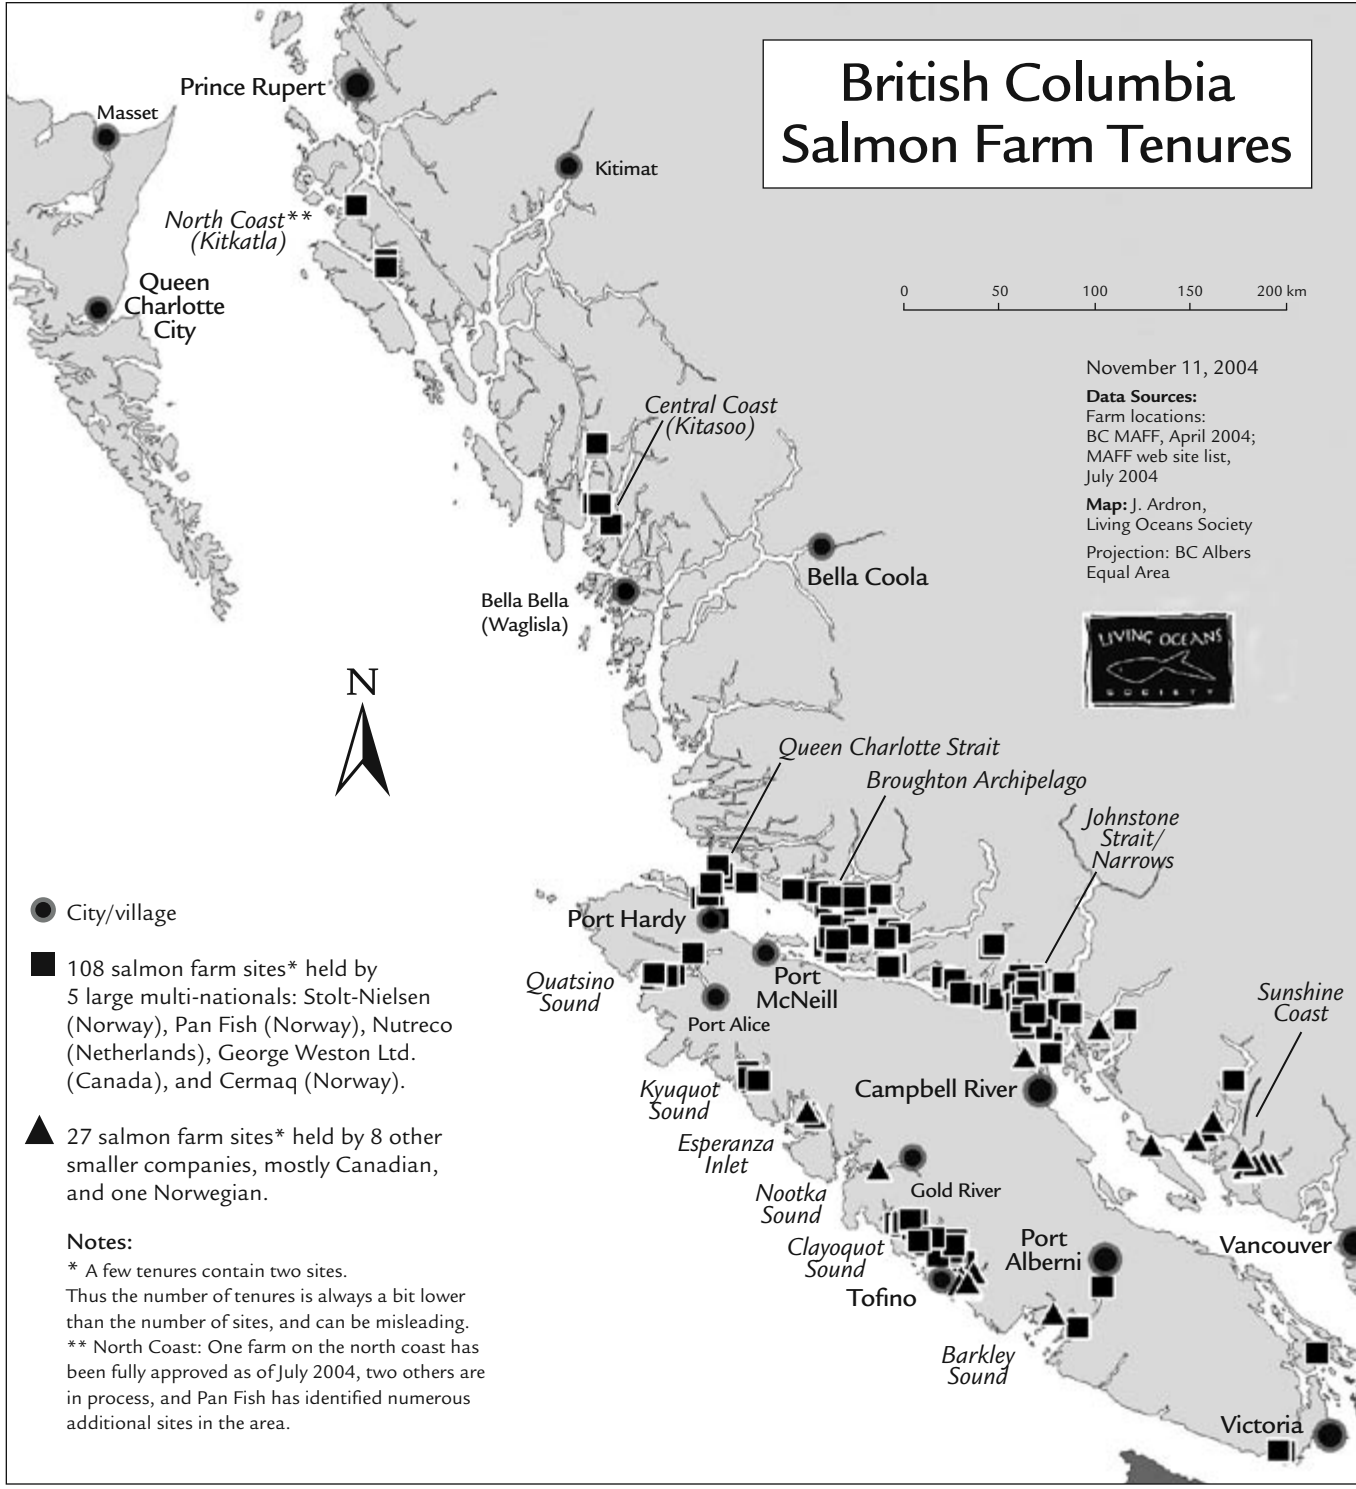 British Columbia
Salmon Farm Tenures
Prince Rupert
Masset
Kitimat
North Coast**
(Kitkatla)
Queen
Charlotte
City
0 50 100 150 200 km
November 11, 2004
Data Sources:
Farm locations:
BC MAFF, April 2004;
MAFF web site list,
July 2004
Map: J. Ardron,
Living Oceans Society
Projection: BC Albers
Equal Area
LIVING OCEANS
SOCIETY
Central Coast
(Kitasoo)
Bella Coola
Bella Bella
(Waglisla)
N
Queen Charlotte Strait
Broughton Archipelago
Johnstone
Strait/
Narrows
Port Hardy
Port
McNeill
Quatsino
Sound
Port Alice
Sunshine
Coast
Kyuquot
Sound
Campbell River
Esperanza
Inlet
Nootka
Sound
Gold River
Clayoquot
Sound
Port
Alberni
Vancouver
Tofino
Barkley
Sound
Victoria
City/village
108 salmon farm sites* held by
5 large multi-nationals: Stolt-Nielsen
(Norway), Pan Fish (Norway), Nutreco
(Netherlands), George Weston Ltd.
(Canada), and Cermaq (Norway).
27 salmon farm sites* held by 8 other
smaller companies, mostly Canadian,
and one Norwegian.
Notes:
* A few tenures contain two sites.
Thus the number of tenures is always a bit lower
than the number of sites, and can be misleading.
** North Coast: One farm on the north coast has
been fully approved as of July 2004, two others are
in process, and Pan Fish has identified numerous
additional sites in the area.